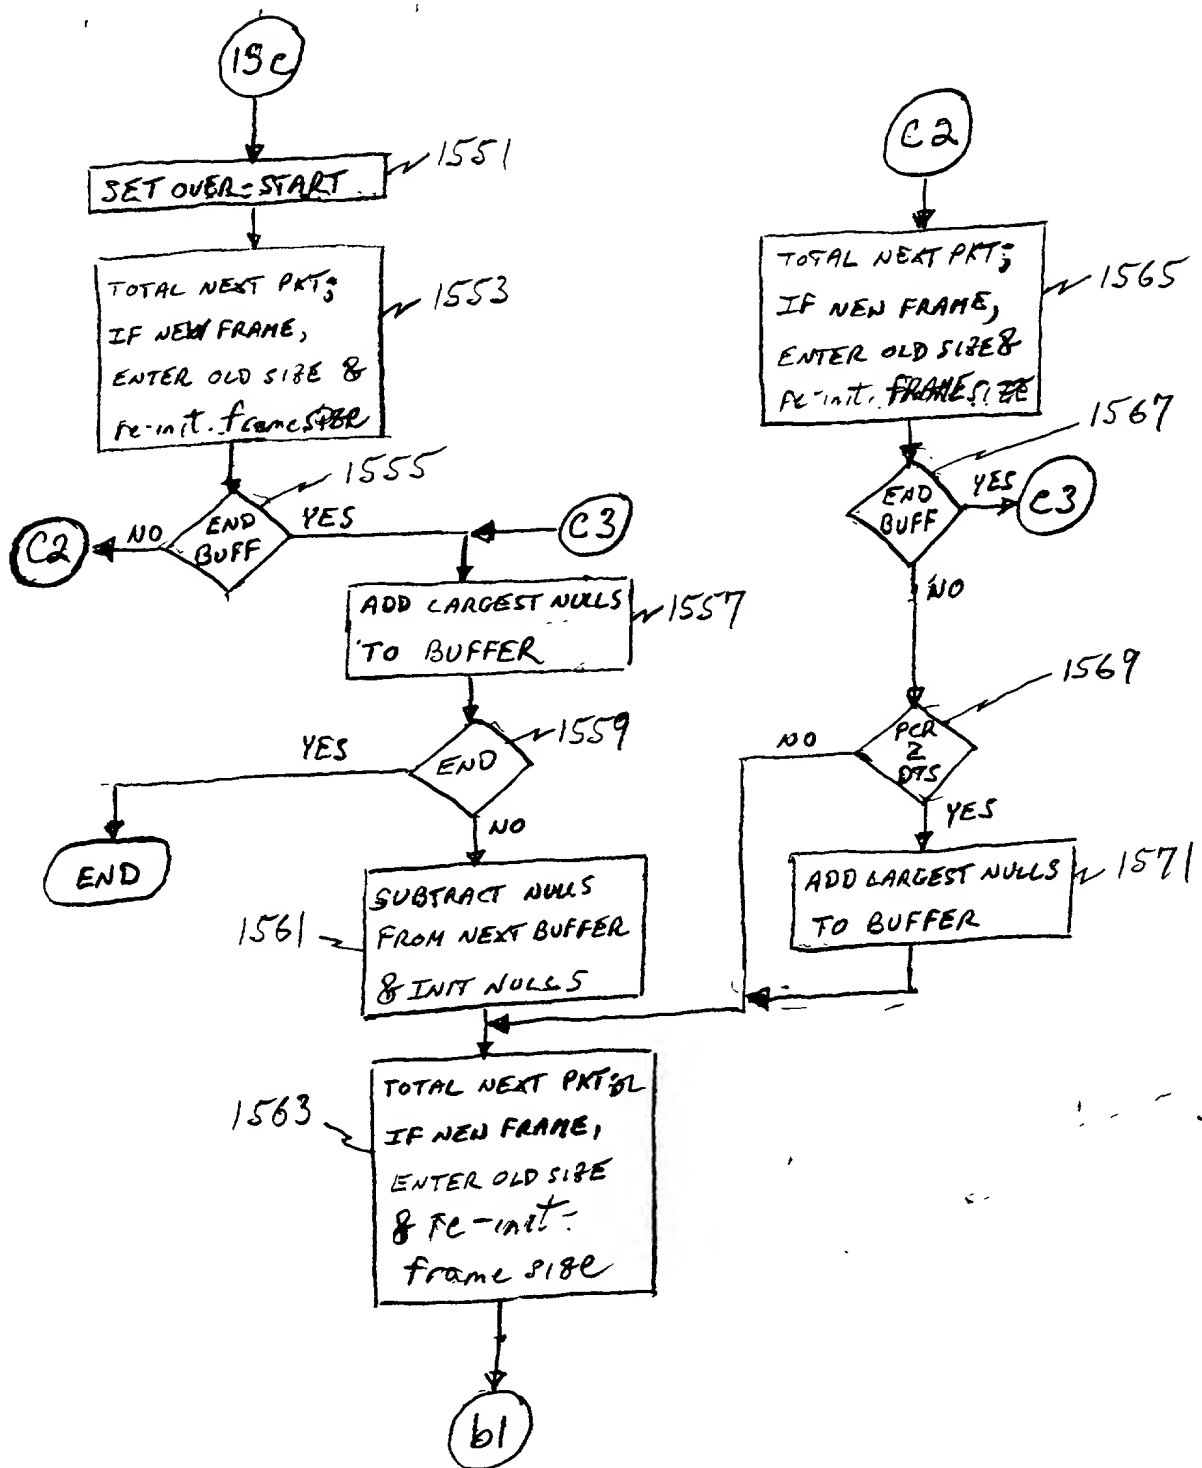 15c
SET OVER-START
1551
TOTAL NEXT PKT;
IF NEW FRAME,
ENTER OLD SIZE &
re-init. frame SIZE
1553
END
BUFF
1555
NO
C2
YES
C3
ADD LARGEST NULLS
TO BUFFER
1557
END
1559
YES
END
NO
SUBTRACT NULLS
FROM NEXT BUFFER
& INIT NULLS
1561
TOTAL NEXT PKT;
IF NEW FRAME,
ENTER OLD SIZE
& re-init-
frame size
1563
b1
C2
TOTAL NEXT PKT;
IF NEW FRAME,
ENTER OLD SIZE &
re-init. FRAME SIZE
1565
END
BUFF
1567
YES
C3
NO
PCR
≥
DTS
1569
NO
YES
ADD LARGEST NULLS
TO BUFFER
1571